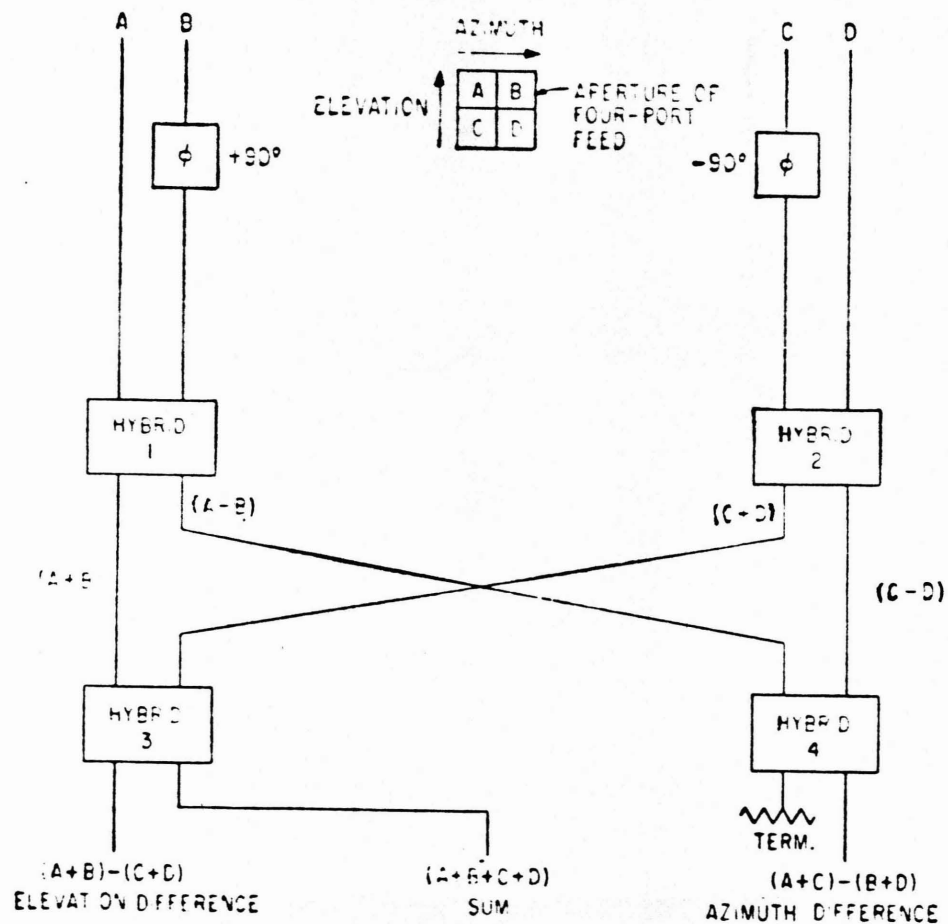 A B C D
AZIMUTH
ELEVATION
A B
C D
APERTURE OF
FOUR-PORT
FEED
ϕ +90°
-90° ϕ
HYBRID
1
HYBRID
2
(A-B)
(C+D)
(A+B
(C-D)
HYBRID
3
HYBRID
4
TERM.
(A+B)-(C+D)
ELEVATION DIFFERENCE
(A+B+C+D)
SUM
(A+C)-(B+D)
AZIMUTH DIFFERENCE